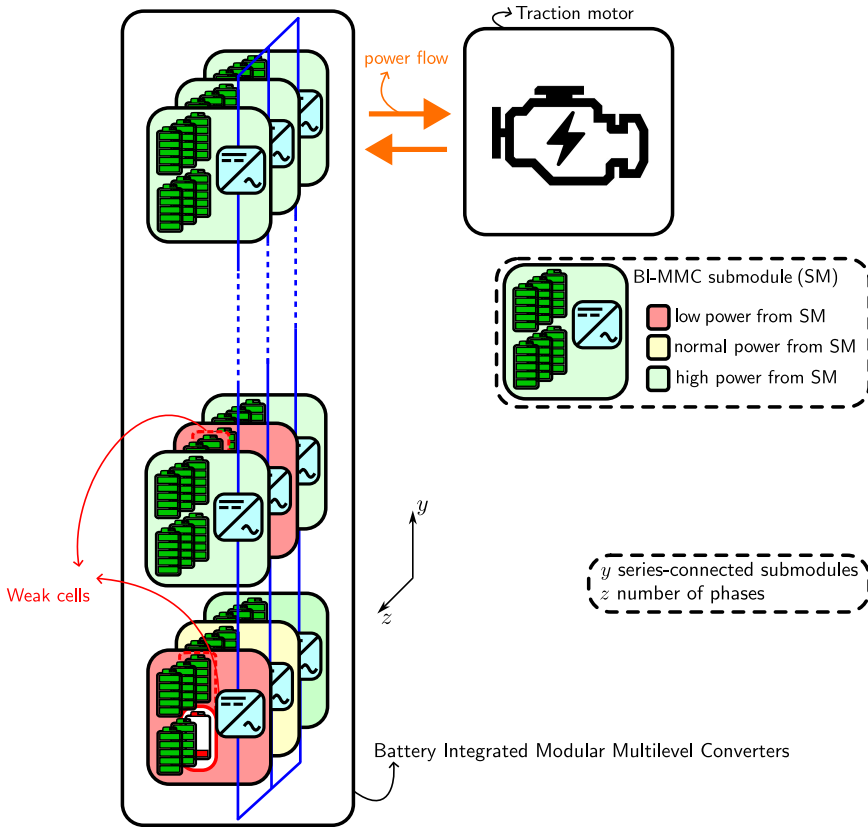 Traction motor
power flow
BI-MMC submodule (SM)
low power from SM
normal power from SM
high power from SM
y
z
Weak cells
y series-connected submodules
z number of phases
Battery Integrated Modular Multilevel Converters